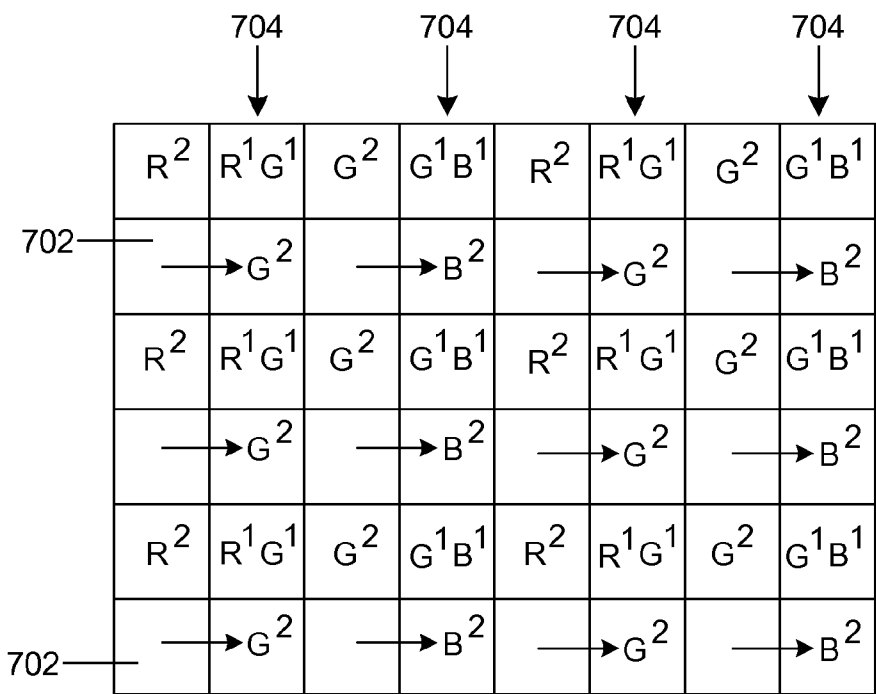 704 704 704 704
R² R¹G¹ G² G¹B¹ R² R¹G¹ G² G¹B¹
702 G² B² G² B²
R² R¹G¹ G² G¹B¹ R² R¹G¹ G² G¹B¹
G² B² G² B²
R² R¹G¹ G² G¹B¹ R² R¹G¹ G² G¹B¹
702 G² B² G² B²